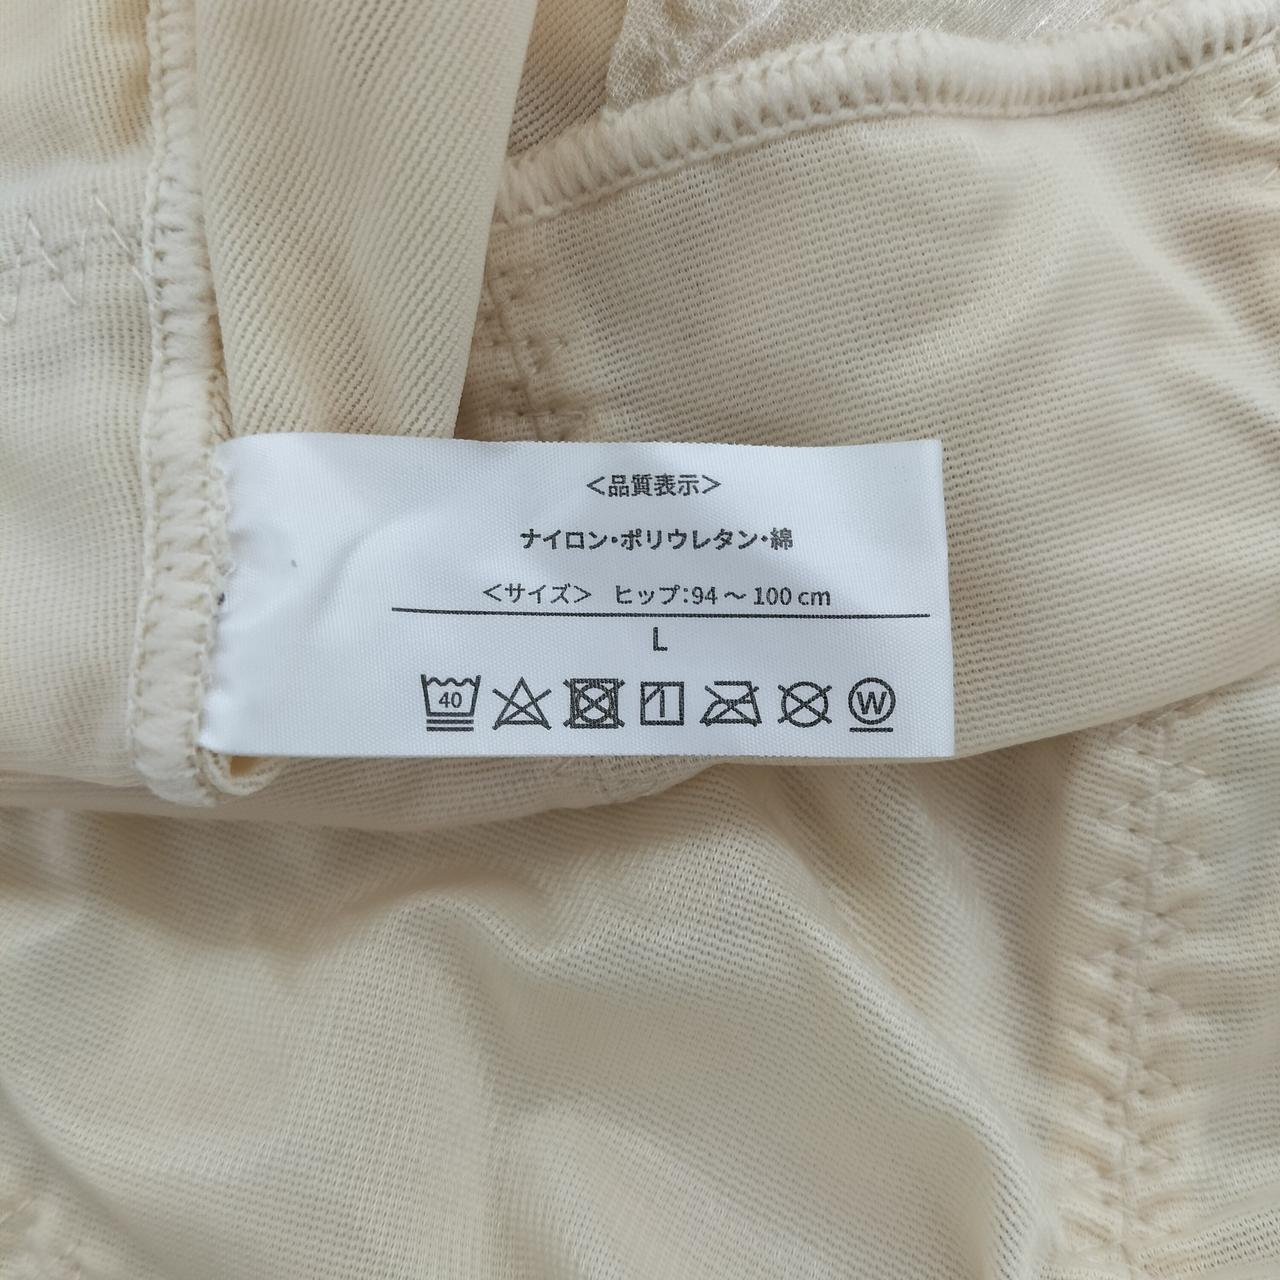 ＜品質表示＞
ナイロン・ポリウレタン・綿
＜サイズ＞ ヒップ：94 〜 100 cm
L
40 W